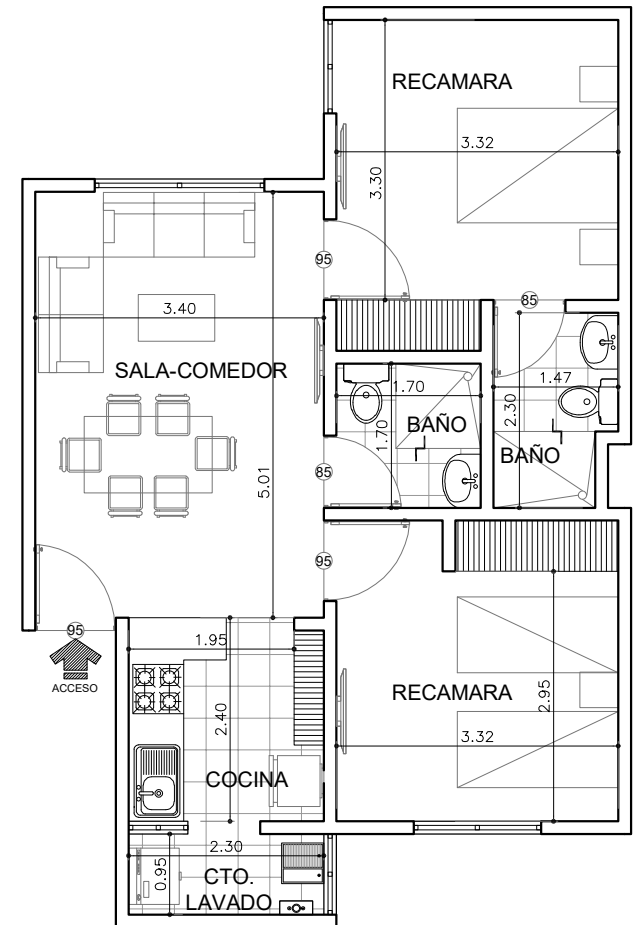 RECAMARA
3.32
3.30
95
3.40
85
SALA-COMEDOR
1.70
1.47
2.30
BAÑO
1.70
BAÑO
85
5.01
95
95
ACCESO
1.95
2.40
RECAMARA
2.95
3.32
COCINA
2.30
0.95
CTO.
LAVADO